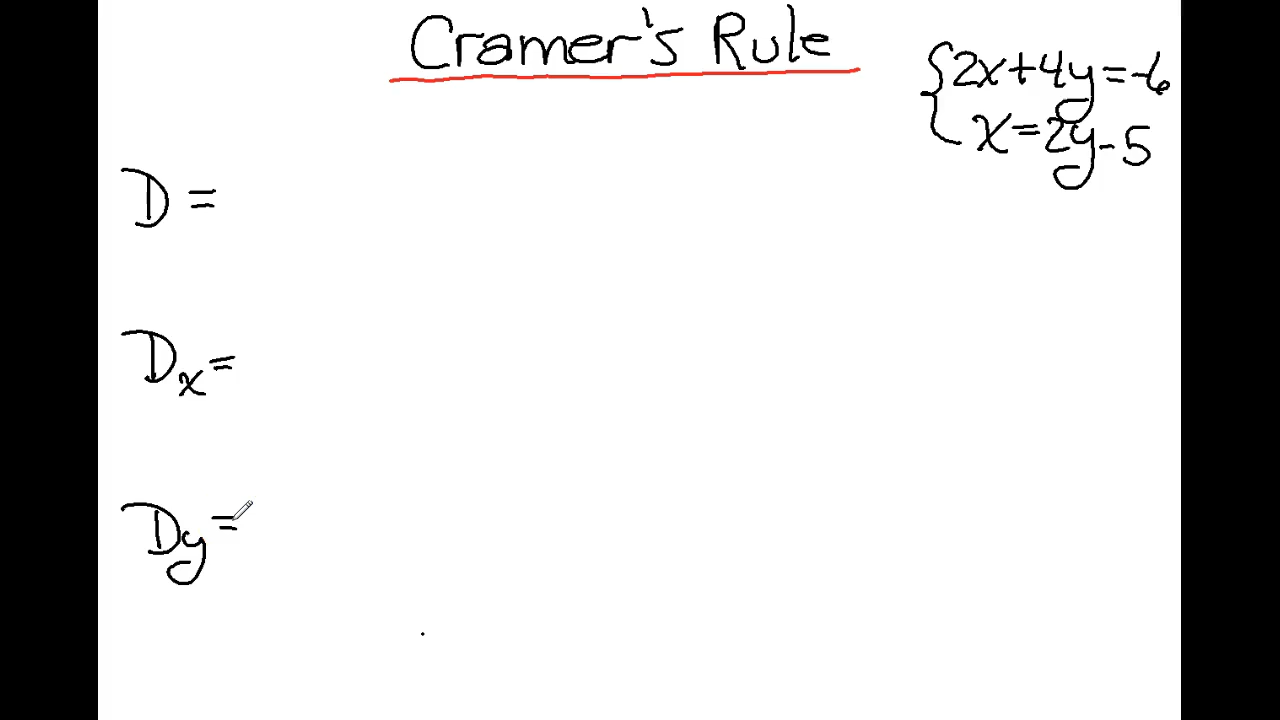 Cramer's Rule
{2x+4y=-6
x=2y-5
D =
Dx=
Dy=